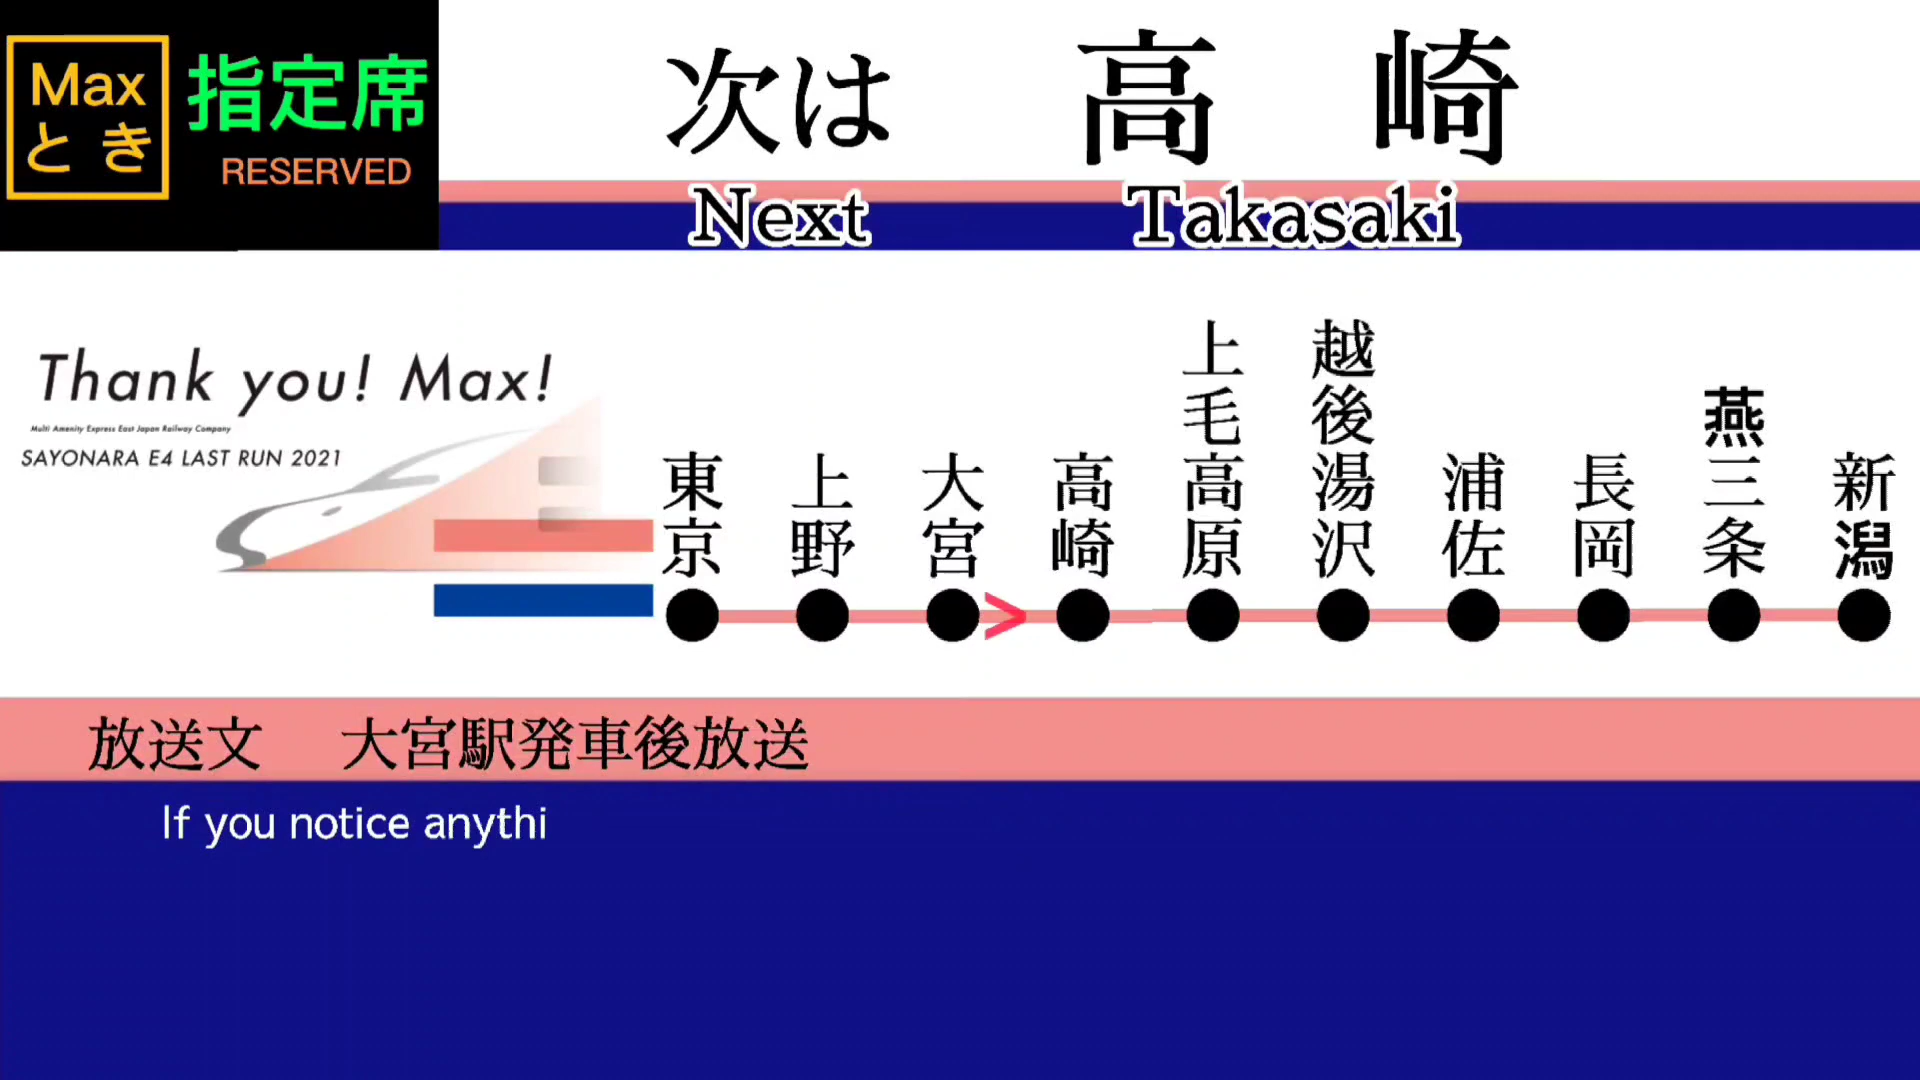 Max
とき
指定席
RESERVED
次は 高崎
Next Takasaki
Thank you! Max!
Multi Amenity Express East Japan Railway Company
SAYONARA E4 LAST RUN 2021
東京
上野
大宮
>
高崎
上毛高原
越後湯沢
浦佐
長岡
燕三条
新潟
放送文 大宮駅発車後放送
If you notice anythi